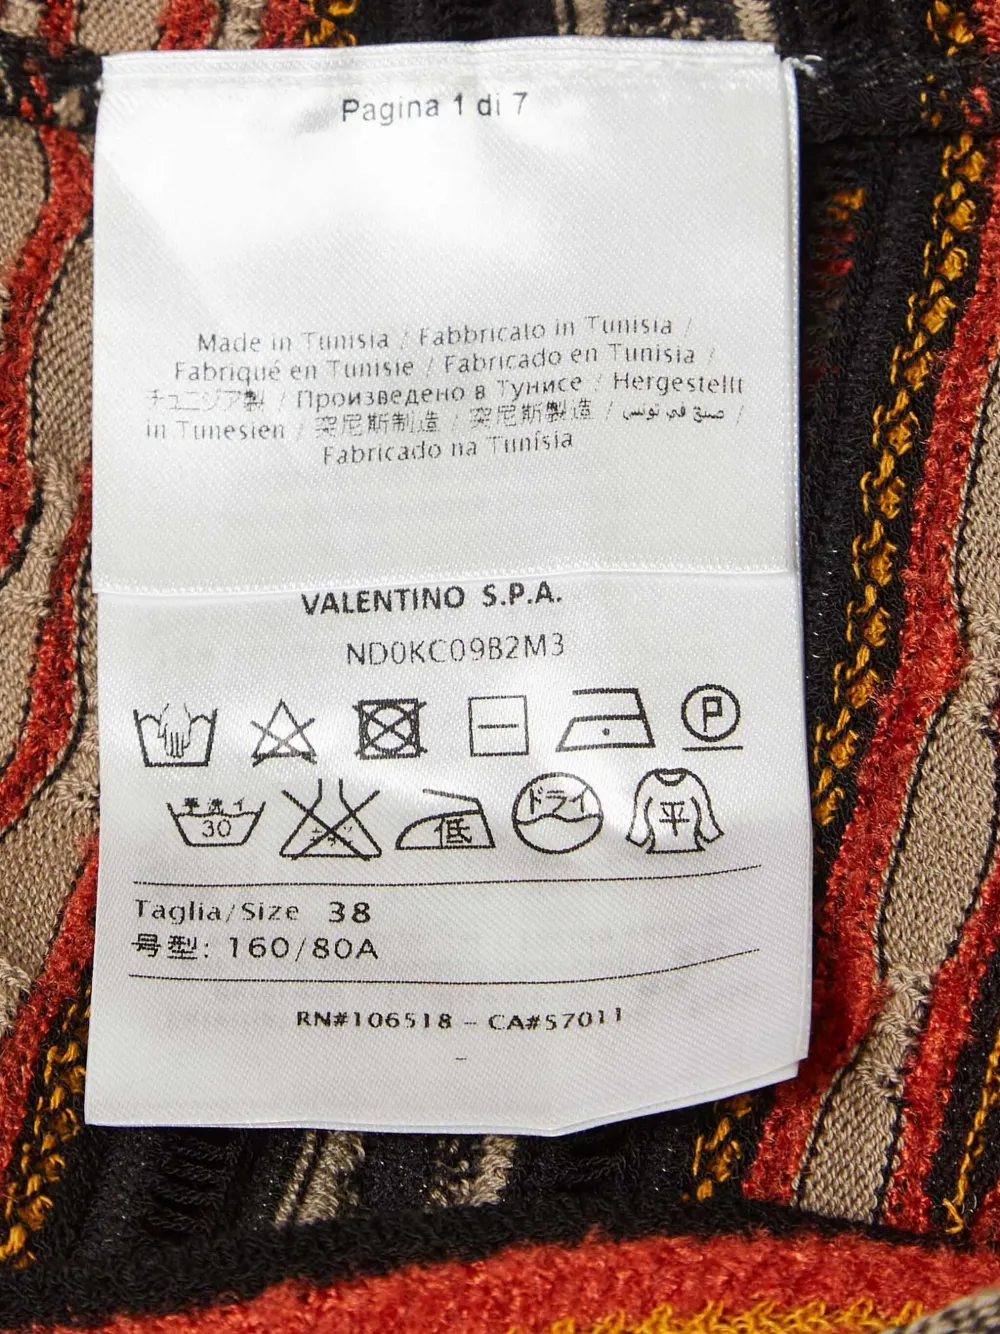 Pagina 1 di 7
Made in Tunisia / Fabbricato in Tunisia /
Fabriqué en Tunisie / Fabricado en Tunisia /
チュニジア製 / Произведено в Тунисе / Hergestellt
in Tunesien / 突尼斯制造 / 突尼斯製造 / صنع في تونس /
Fabricado na Tunísia
VALENTINO S.P.A.
ND0KC09B2M3
P
手洗イ
30
低
ドライ
平
Taglia/Size 38
号型: 160/80A
RN#106518 - CA#57011